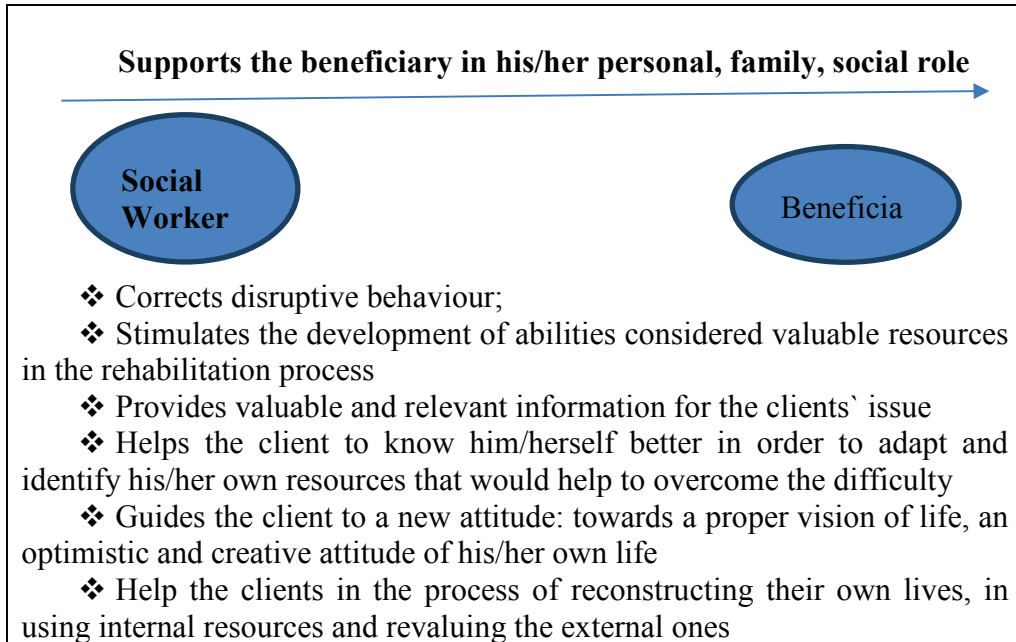 Supports the beneficiary in his/her personal, family, social role
Social
Worker
Beneficia
❖ Corrects disruptive behaviour;
❖ Stimulates the development of abilities considered valuable resources
in the rehabilitation process
❖ Provides valuable and relevant information for the clients` issue
❖ Helps the client to know him/herself better in order to adapt and
identify his/her own resources that would help to overcome the difficulty
❖ Guides the client to a new attitude: towards a proper vision of life, an
optimistic and creative attitude of his/her own life
❖ Help the clients in the process of reconstructing their own lives, in
using internal resources and revaluing the external ones